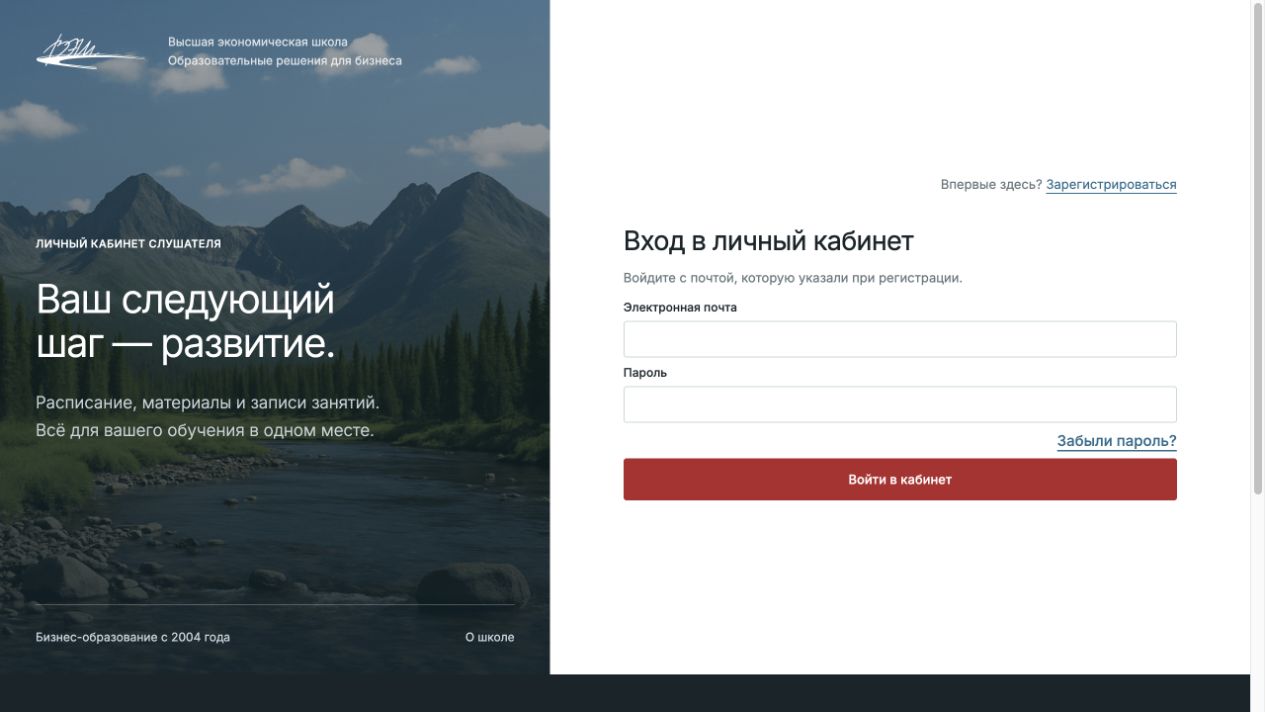 Высшая экономическая школа
Образовательные решения для бизнеса
ЛИЧНЫЙ КАБИНЕТ СЛУШАТЕЛЯ
Ваш следующий
шаг — развитие.
Расписание, материалы и записи занятий.
Всё для вашего обучения в одном месте.
Бизнес-образование с 2004 года
О школе
Впервые здесь? Зарегистрироваться
Вход в личный кабинет
Войдите с почтой, которую указали при регистрации.
Электронная почта
Пароль
Забыли пароль?
Войти в кабинет